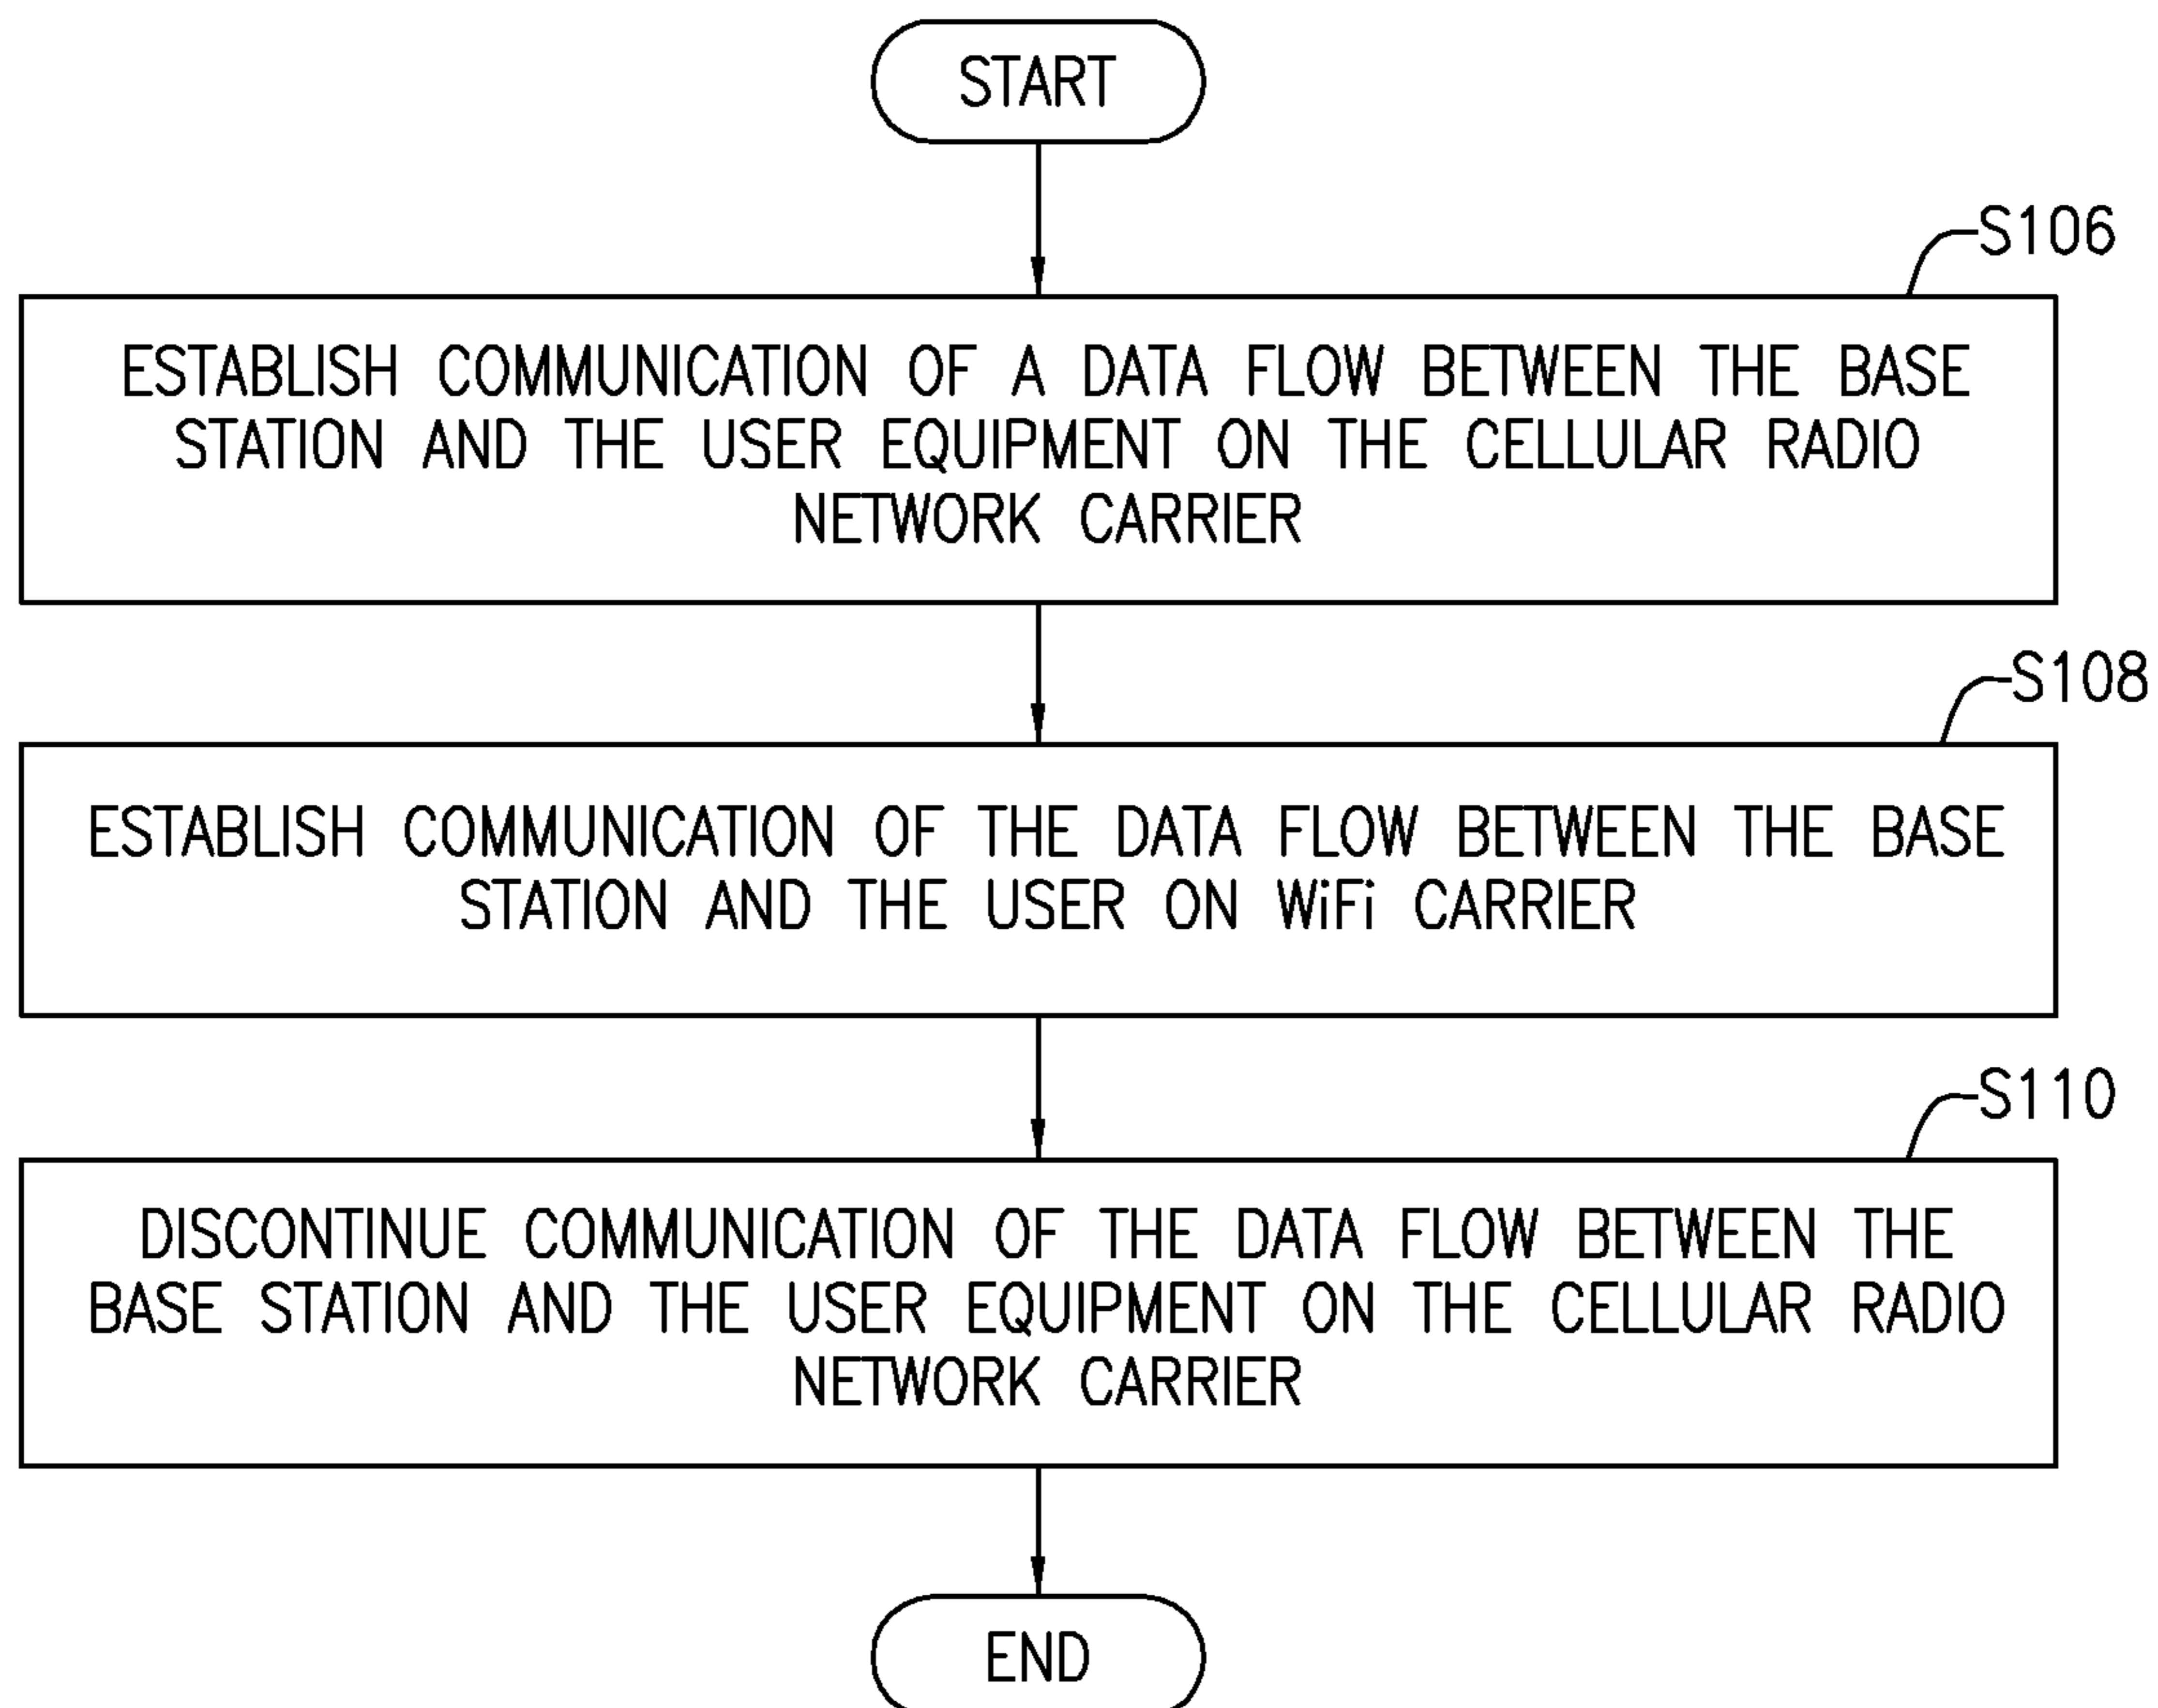 START
S106
ESTABLISH COMMUNICATION OF A DATA FLOW BETWEEN THE BASE
STATION AND THE USER EQUIPMENT ON THE CELLULAR RADIO
NETWORK CARRIER
S108
ESTABLISH COMMUNICATION OF THE DATA FLOW BETWEEN THE BASE
STATION AND THE USER ON WiFi CARRIER
S110
DISCONTINUE COMMUNICATION OF THE DATA FLOW BETWEEN THE
BASE STATION AND THE USER EQUIPMENT ON THE CELLULAR RADIO
NETWORK CARRIER
END